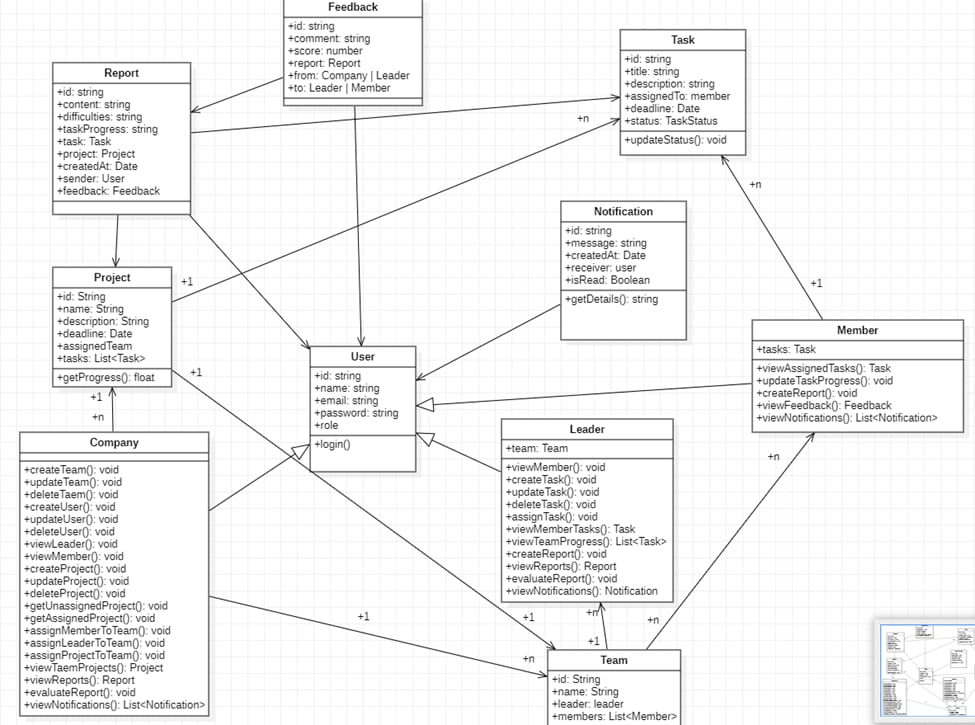 Feedback
+id: string
+comment: string
+score: number
+report: Report
+from: Company | Leader
+to: Leader | Member
Task
+id: string
+title: string
+description: string
+assignedTo: member
+deadline: Date
+status: TaskStatus
+updateStatus(): void
Report
+id: string
+content: string
+difficulties: string
+taskProgress: string
+task: Task
+project: Project
+createdAt: Date
+sender: User
+feedback: Feedback
+n
+n
Notification
+id: string
+message: string
+createdAt: Date
+receiver: user
+isRead: Boolean
+getDetails(): string
Project
+id: String
+name: String
+description: String
+deadline: Date
+assignedTeam
+tasks: List<Task>
+getProgress(): float
+1
+1
+1
Member
+tasks: Task
+viewAssignedTasks(): Task
+updateTaskProgress(): void
+createReport(): void
+viewFeedback(): Feedback
+viewNotifications(): List<Notification>
User
+id: string
+name: string
+email: string
+password: string
+role
+login()
+1
+n
Company
+createTeam(): void
+updateTeam(): void
+deleteTaem(): void
+createUser(): void
+updateUser(): void
+deleteUser(): void
+viewLeader(): void
+viewMember(): void
+createProject(): void
+updateProject(): void
+deleteProject(): void
+getUnassignedProject(): void
+getAssignedProject(): void
+assignMemberToTeam(): void
+assignLeaderToTeam(): void
+assignProjectToTeam(): void
+viewTaemProjects(): Project
+viewReports(): Report
+evaluateReport(): void
+viewNotifications(): List<Notification>
Leader
+team: Team
+viewMember(): void
+createTask(): void
+updateTask(): void
+deleteTask(): void
+assignTask(): void
+viewMemberTasks(): Task
+viewTeamProgress(): List<Task>
+createReport(): void
+viewReports(): Report
+evaluateReport(): void
+viewNotifications(): Notification
+n
+1
+1
+n
+n
+1
+n
Team
+id: String
+name: String
+leader: leader
+members: List<Member>